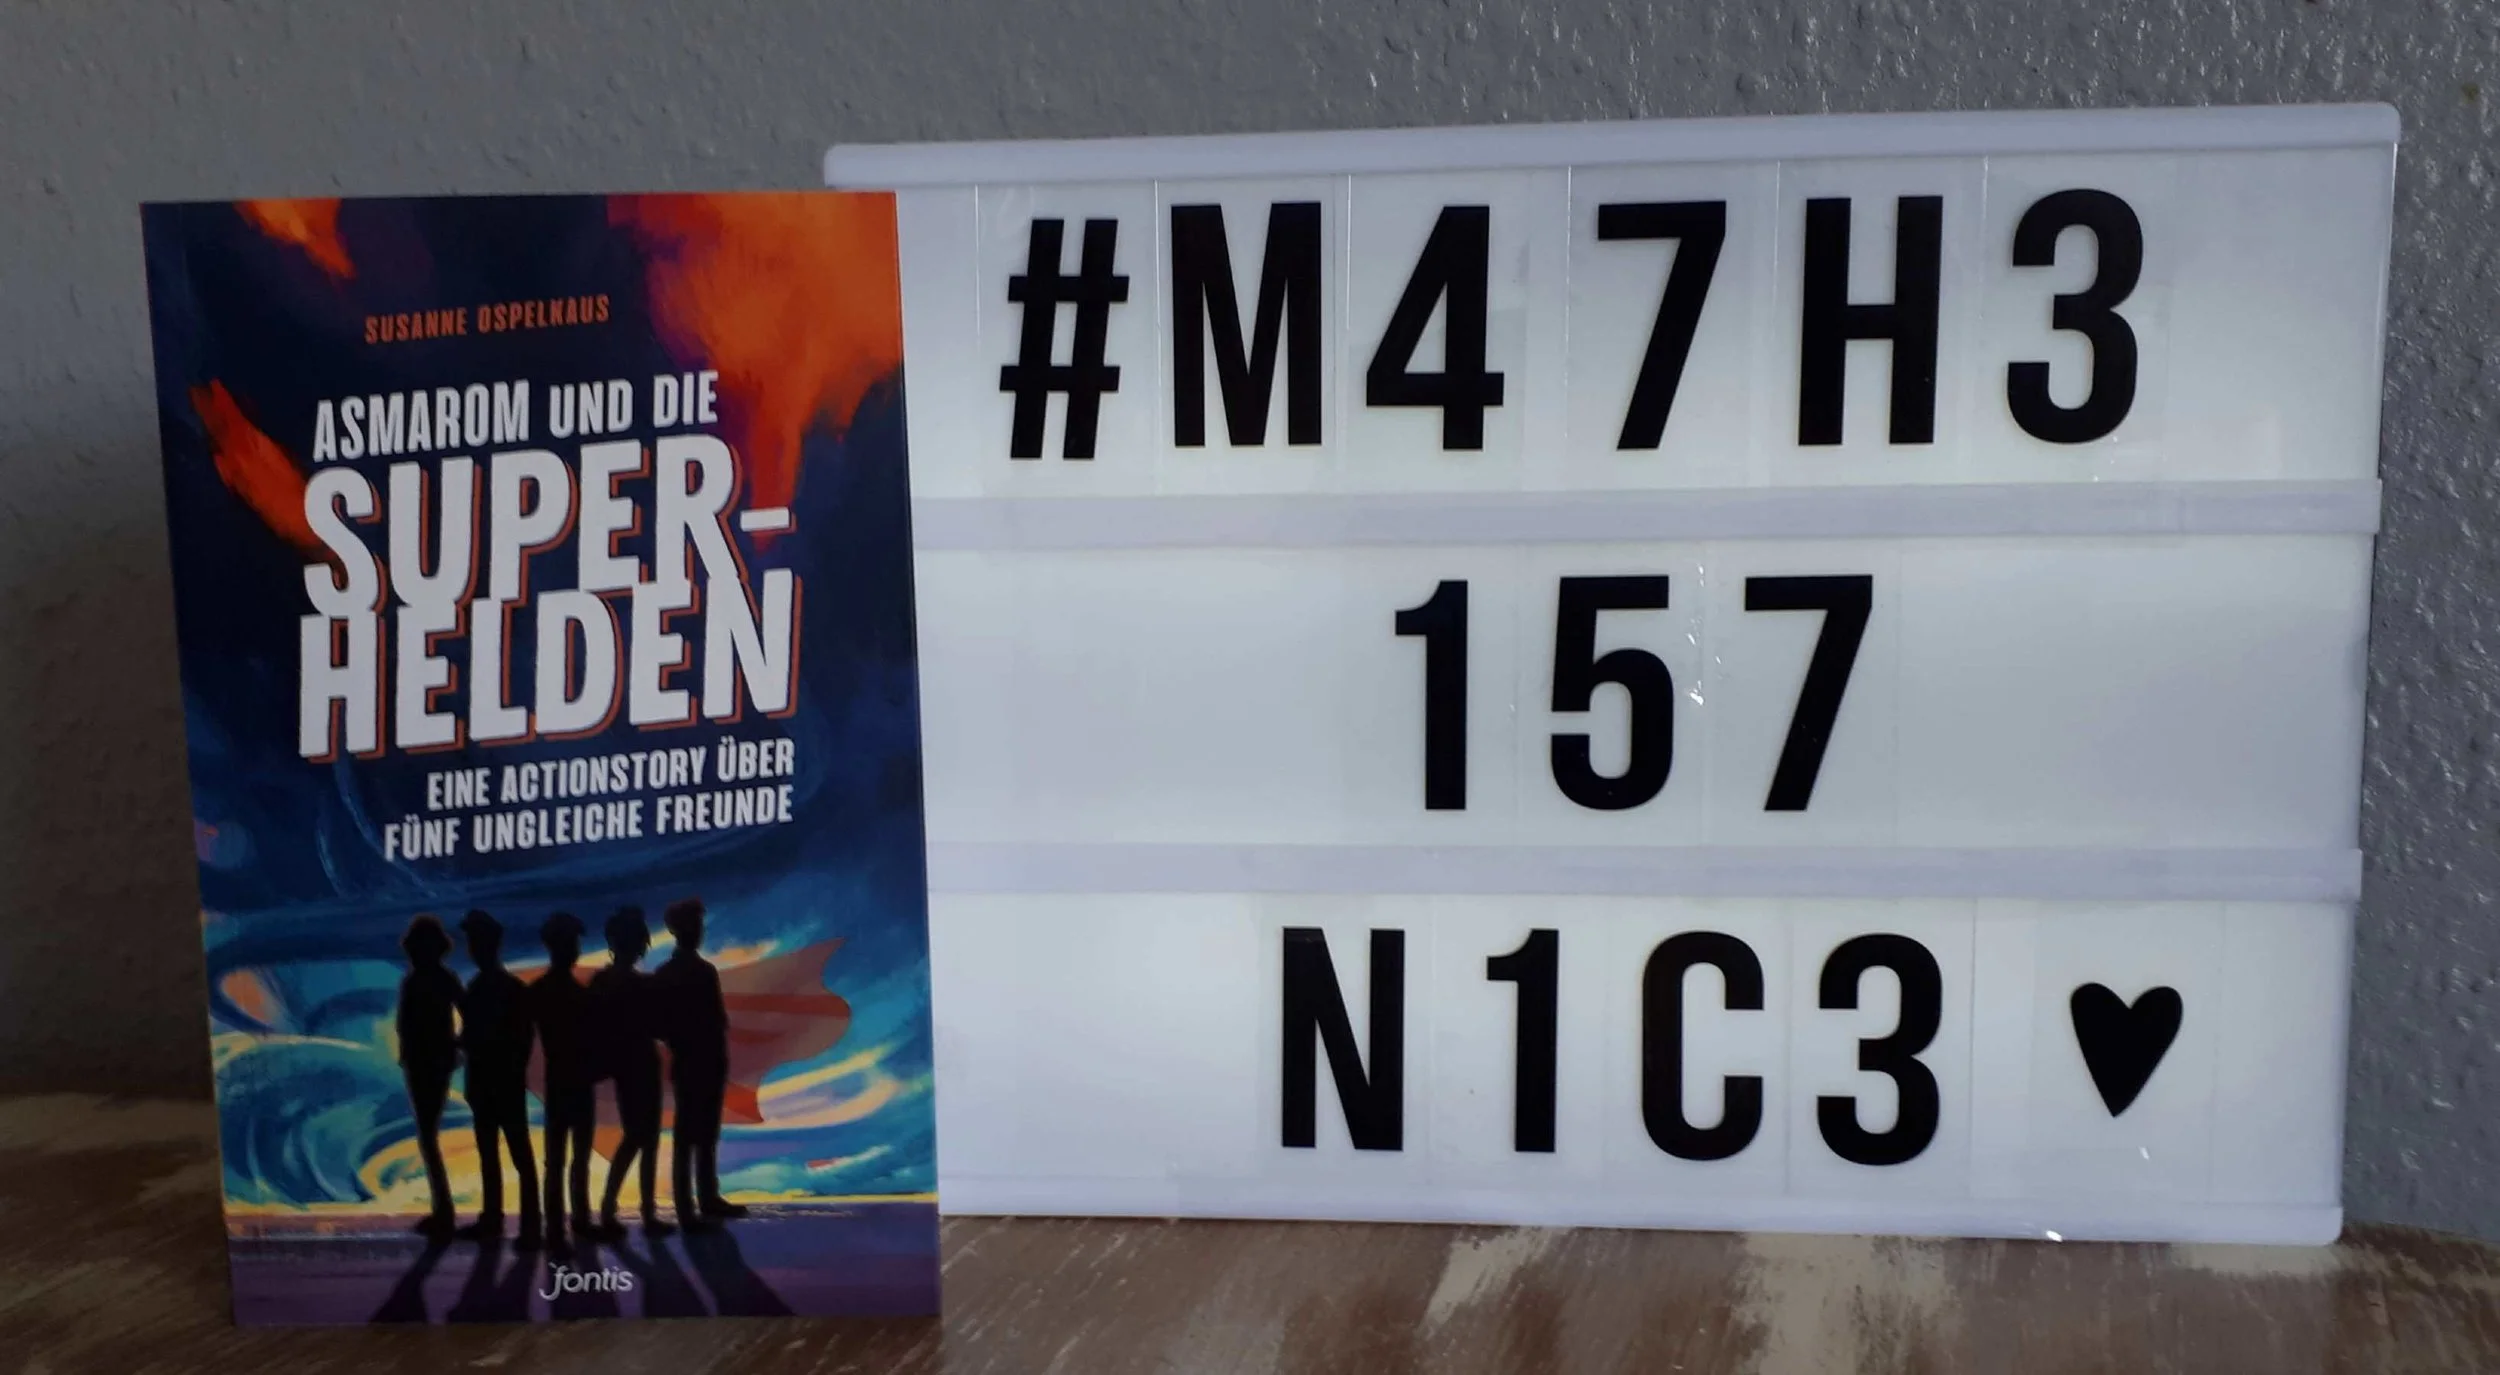 SUSANNE OSPELKAUS
ASMAROM UND DIE
SUPER-
HELDEN
EINE ACTIONSTORY ÜBER
FÜNF UNGLEICHE FREUNDE
fontis
#M47H3
157
N1C3 ♥